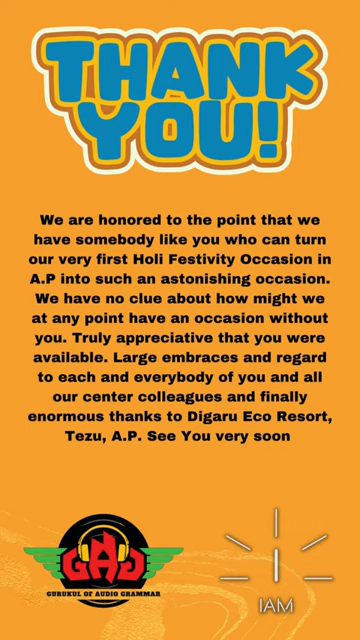 THANK
YOU!
We are honored to the point that we
have somebody like you who can turn
our very first Holi Festivity Occasion in
A.P into such an astonishing occasion.
We have no clue about how might we
at any point have an occasion without
you. Truly appreciative that you were
available. Large embraces and regard
to each and everybody of you and all
our center colleagues and finally
enormous thanks to Digaru Eco Resort,
Tezu, A.P. See You very soon
GAG
GURUKUL OF AUDIO GRAMMAR
IAM